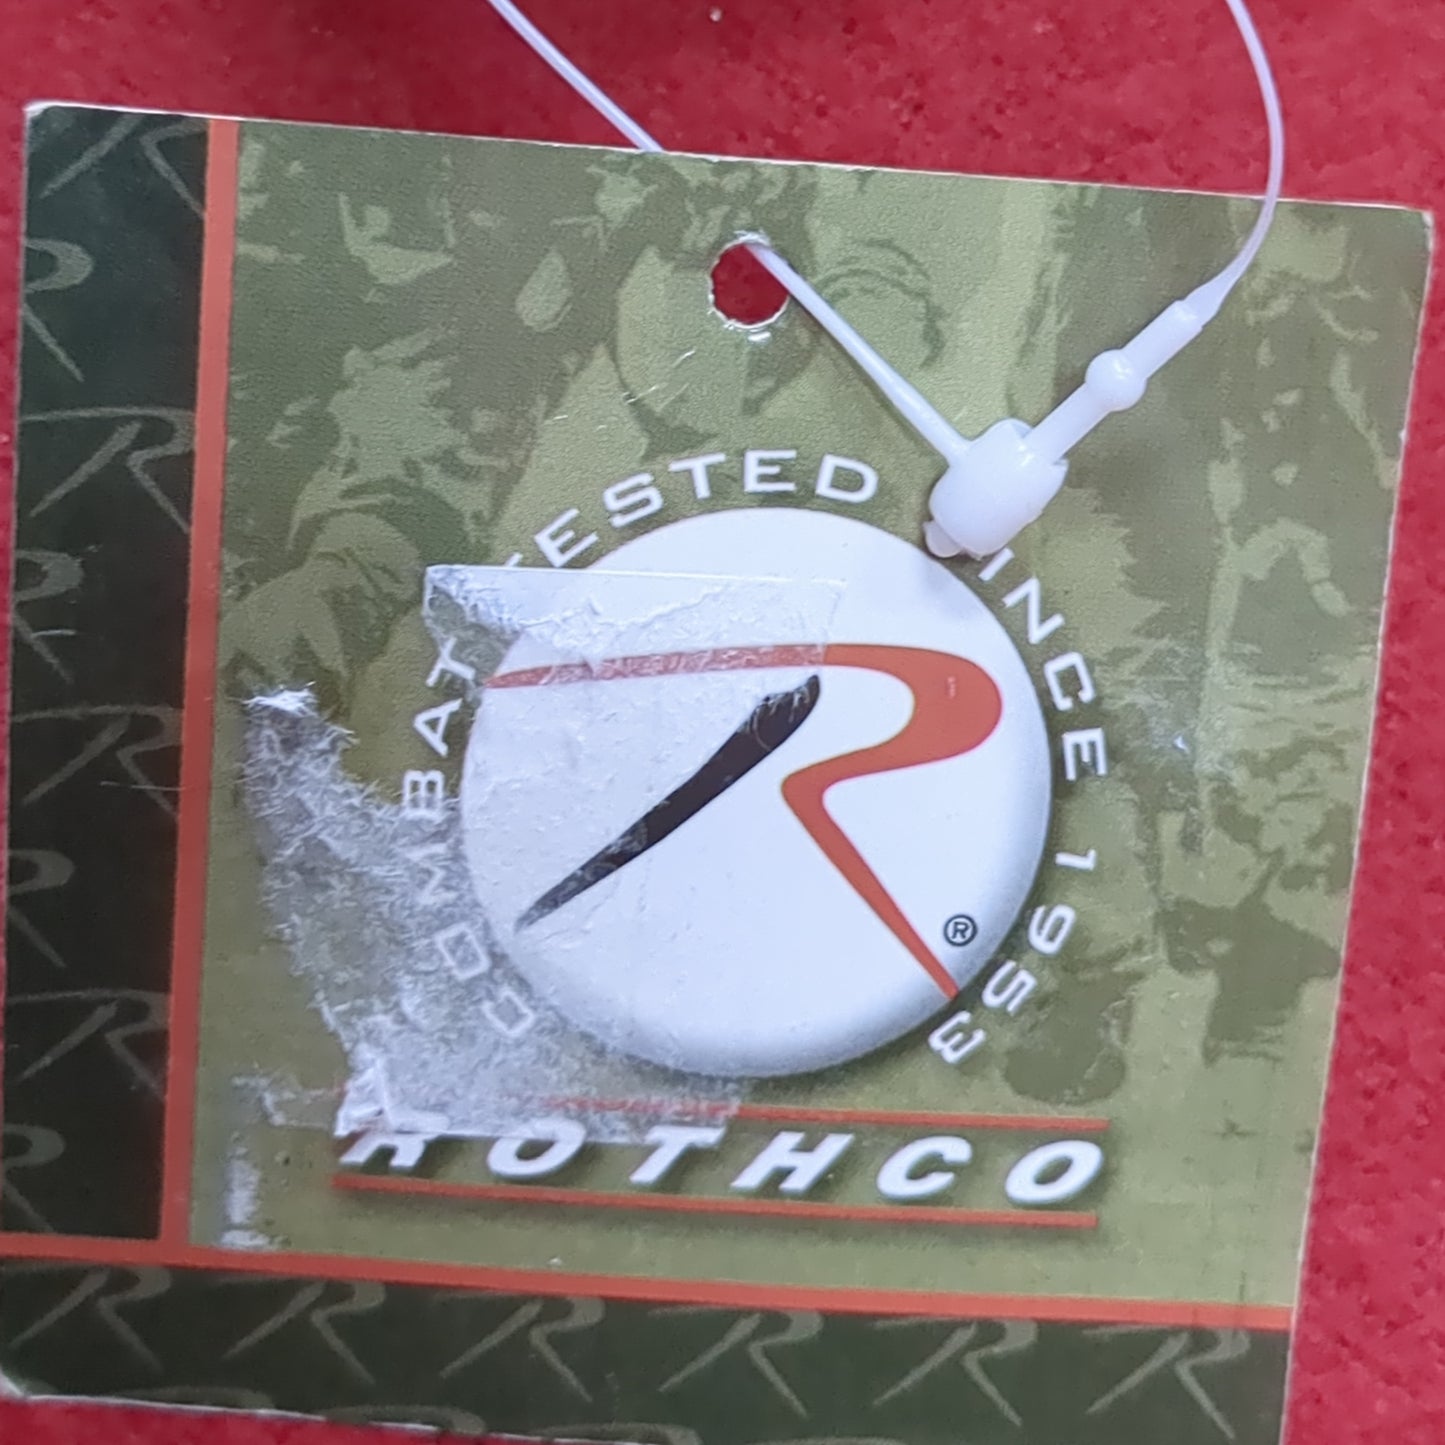 COMBAT TESTED SINCE 1953
R
®
ROTHCO